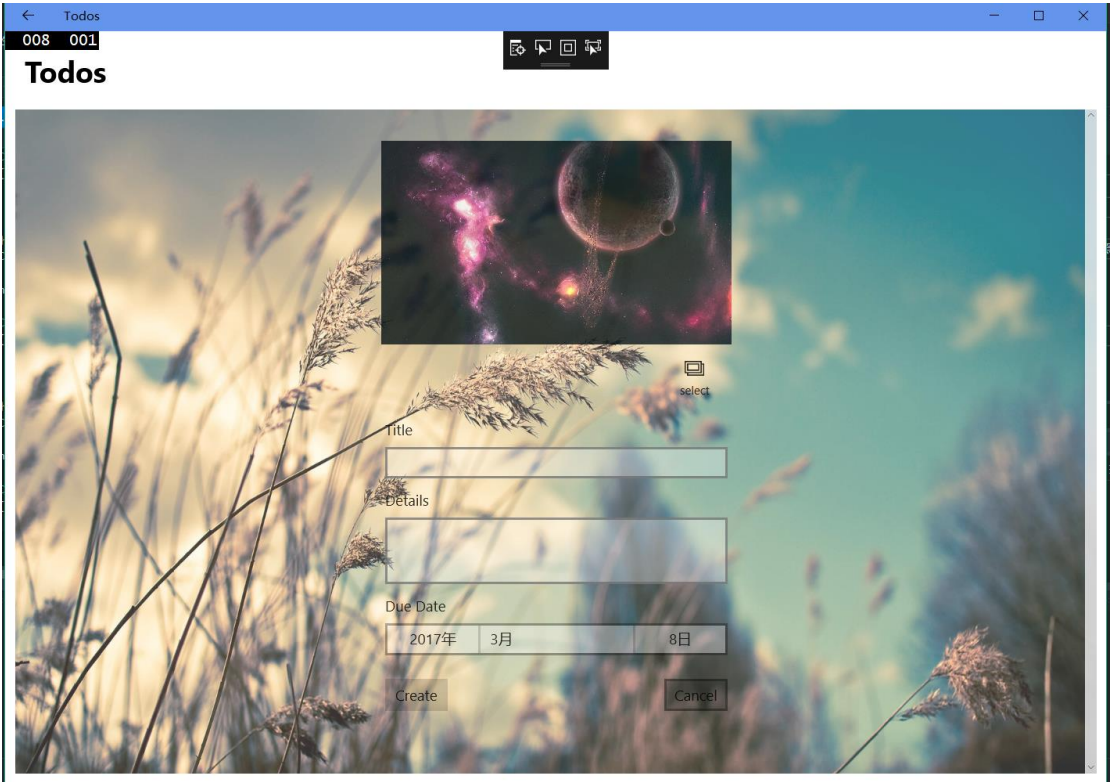 Todos
008 001
Todos
select
Title
Details
Due Date
2017年 3月 8日
Create Cancel